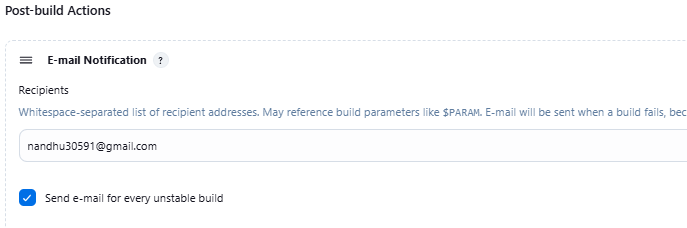 Post-build Actions
E-mail Notification ?
Recipients
Whitespace-separated list of recipient addresses. May reference build parameters like $PARAM. E-mail will be sent when a build fails, bec
nandhu30591@gmail.com
Send e-mail for every unstable build